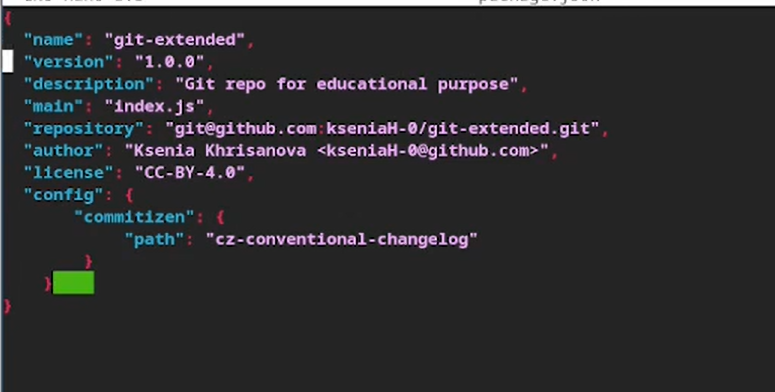 {
"name": "git-extended",
"version": "1.0.0",
"description": "Git repo for educational purpose",
"main": "index.js",
"repository": "git@github.com:kseniaH-0/git-extended.git",
"author": "Ksenia Khrisanova <kseniaH-0@github.com>",
"license": "CC-BY-4.0",
"config": {
"commitizen": {
"path": "cz-conventional-changelog"
}
}
}